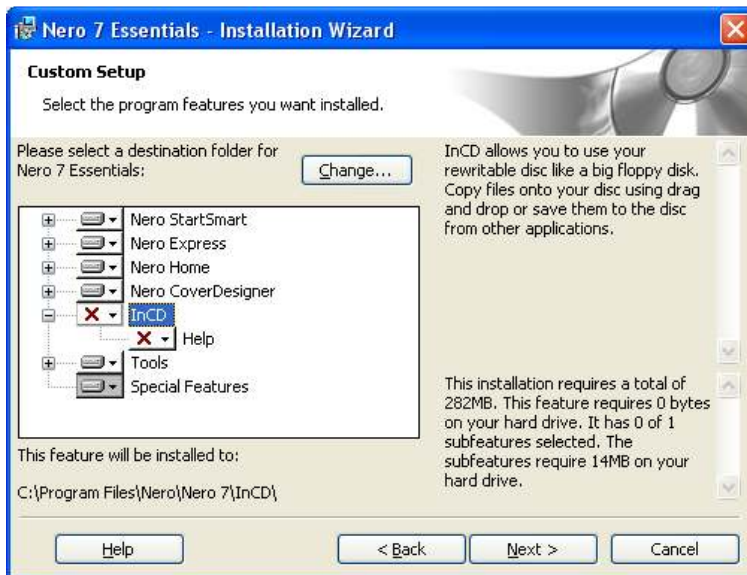 Nero 7 Essentials - Installation Wizard
Custom Setup
Select the program features you want installed.
Please select a destination folder for
Nero 7 Essentials:
Change...
Nero StartSmart
Nero Express
Nero Home
Nero CoverDesigner
InCD
Help
Tools
Special Features
InCD allows you to use your
rewritable disc like a big floppy disk.
Copy files onto your disc using drag
and drop or save them to the disc
from other applications.
This installation requires a total of
282MB. This feature requires 0 bytes
on your hard drive. It has 0 of 1
subfeatures selected. The
subfeatures require 14MB on your
hard drive.
This feature will be installed to:
C:\Program Files\Nero\Nero 7\InCD\
Help
< Back
Next >
Cancel